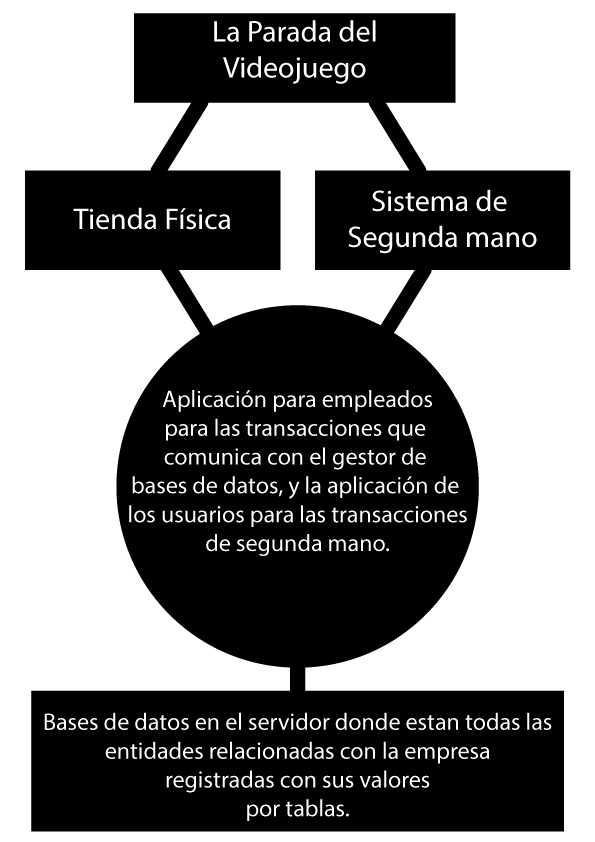 La Parada del
Videojuego
Tienda Física
Sistema de
Segunda mano
Aplicación para empleados
para las transacciones que
comunica con el gestor de
bases de datos, y la aplicación de
los usuarios para las transacciones
de segunda mano.
Bases de datos en el servidor donde estan todas las
entidades relacionadas con la empresa
registradas con sus valores
por tablas.